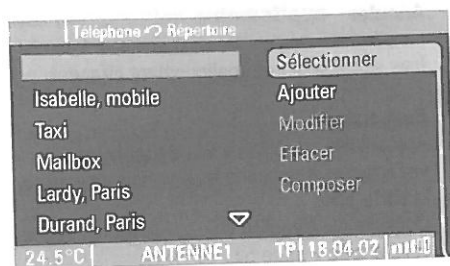 Téléphone Répertoire
Sélectionner
Isabelle, mobile
Ajouter
Taxi
Modifier
Mailbox
Effacer
Lardy, Paris
Composer
Durand, Paris
24.5°C ANTENNE1 TP 18.04.02